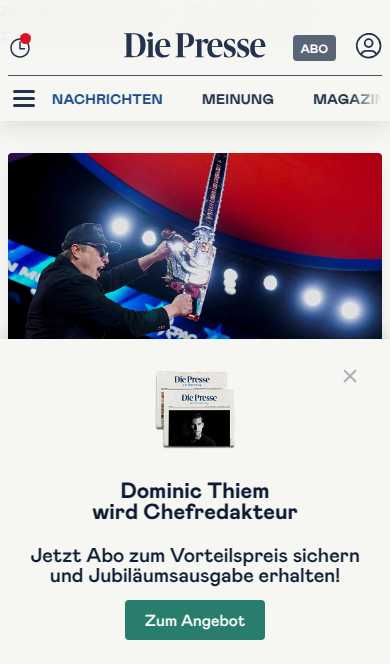 Die Presse
ABO
NACHRICHTEN MEINUNG MAGAZIN
Die Presse
Die Presse
Dominic Thiem
wird Chefredakteur
Jetzt Abo zum Vorteilspreis sichern
und Jubiläumsausgabe erhalten!
Zum Angebot